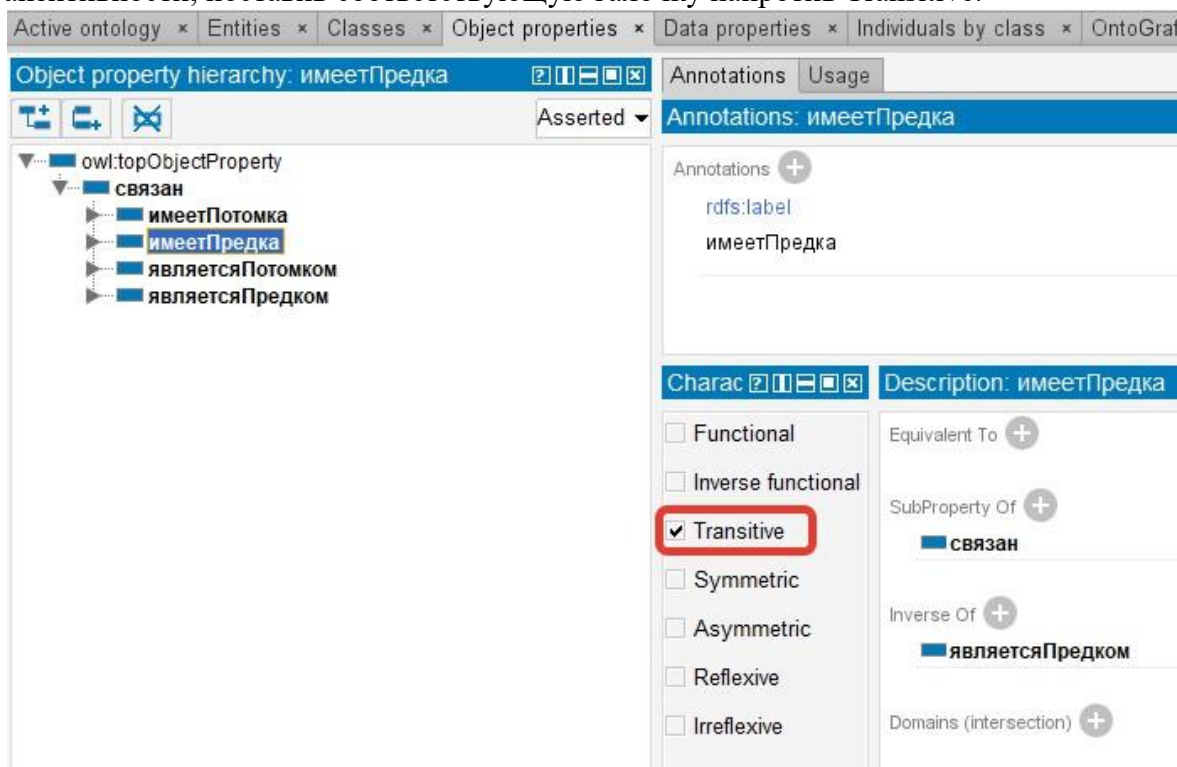 Active ontology × Entities × Classes × Object properties × Data properties × Individuals by class × OntoGraf
Object property hierarchy: имеетПредка
Asserted
owl:topObjectProperty
связан
имеетПотомка
имеетПредка
являетсяПотомком
являетсяПредком
Annotations Usage
Annotations: имеетПредка
Annotations
rdfs:label
имеетПредка
Charac
Functional
Inverse functional
Transitive
Symmetric
Asymmetric
Reflexive
Irreflexive
Description: имеетПредка
Equivalent To
SubProperty Of
связан
Inverse Of
являетсяПредком
Domains (intersection)